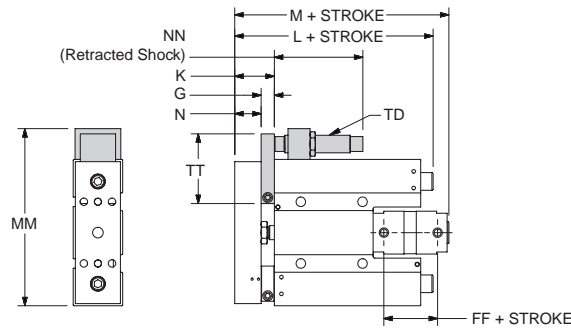 M + STROKE
L + STROKE
NN
(Retracted Shock)
K
G
N
TD
TT
MM
FF + STROKE